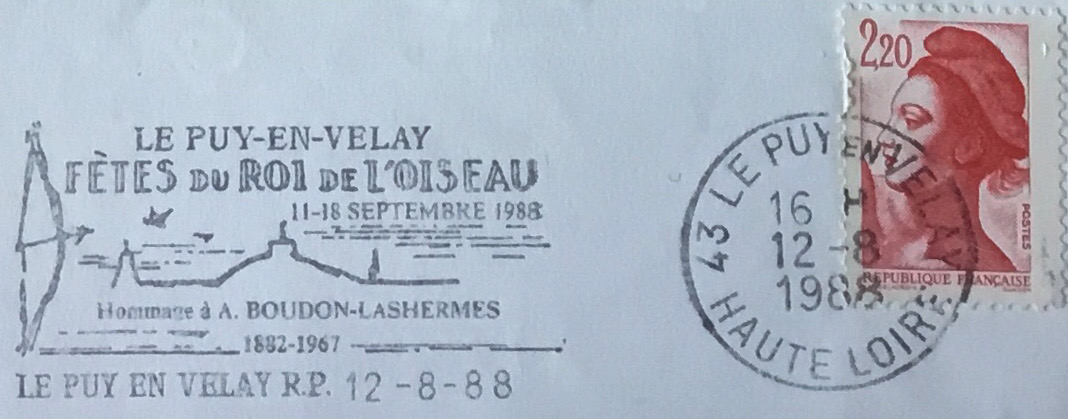 LE PUY-EN-VELAY
FÊTES DU ROI DE L'OISEAU
11-18 SEPTEMBRE 1988
Hommage à A. BOUDON-LASHERMES
1882-1967
LE PUY EN VELAY R.P. 12-8-88
43 LE PUY EN VELAY
16 H
12-8
1988
HAUTE LOIRE
2,20
POSTES
RÉPUBLIQUE FRANÇAISE